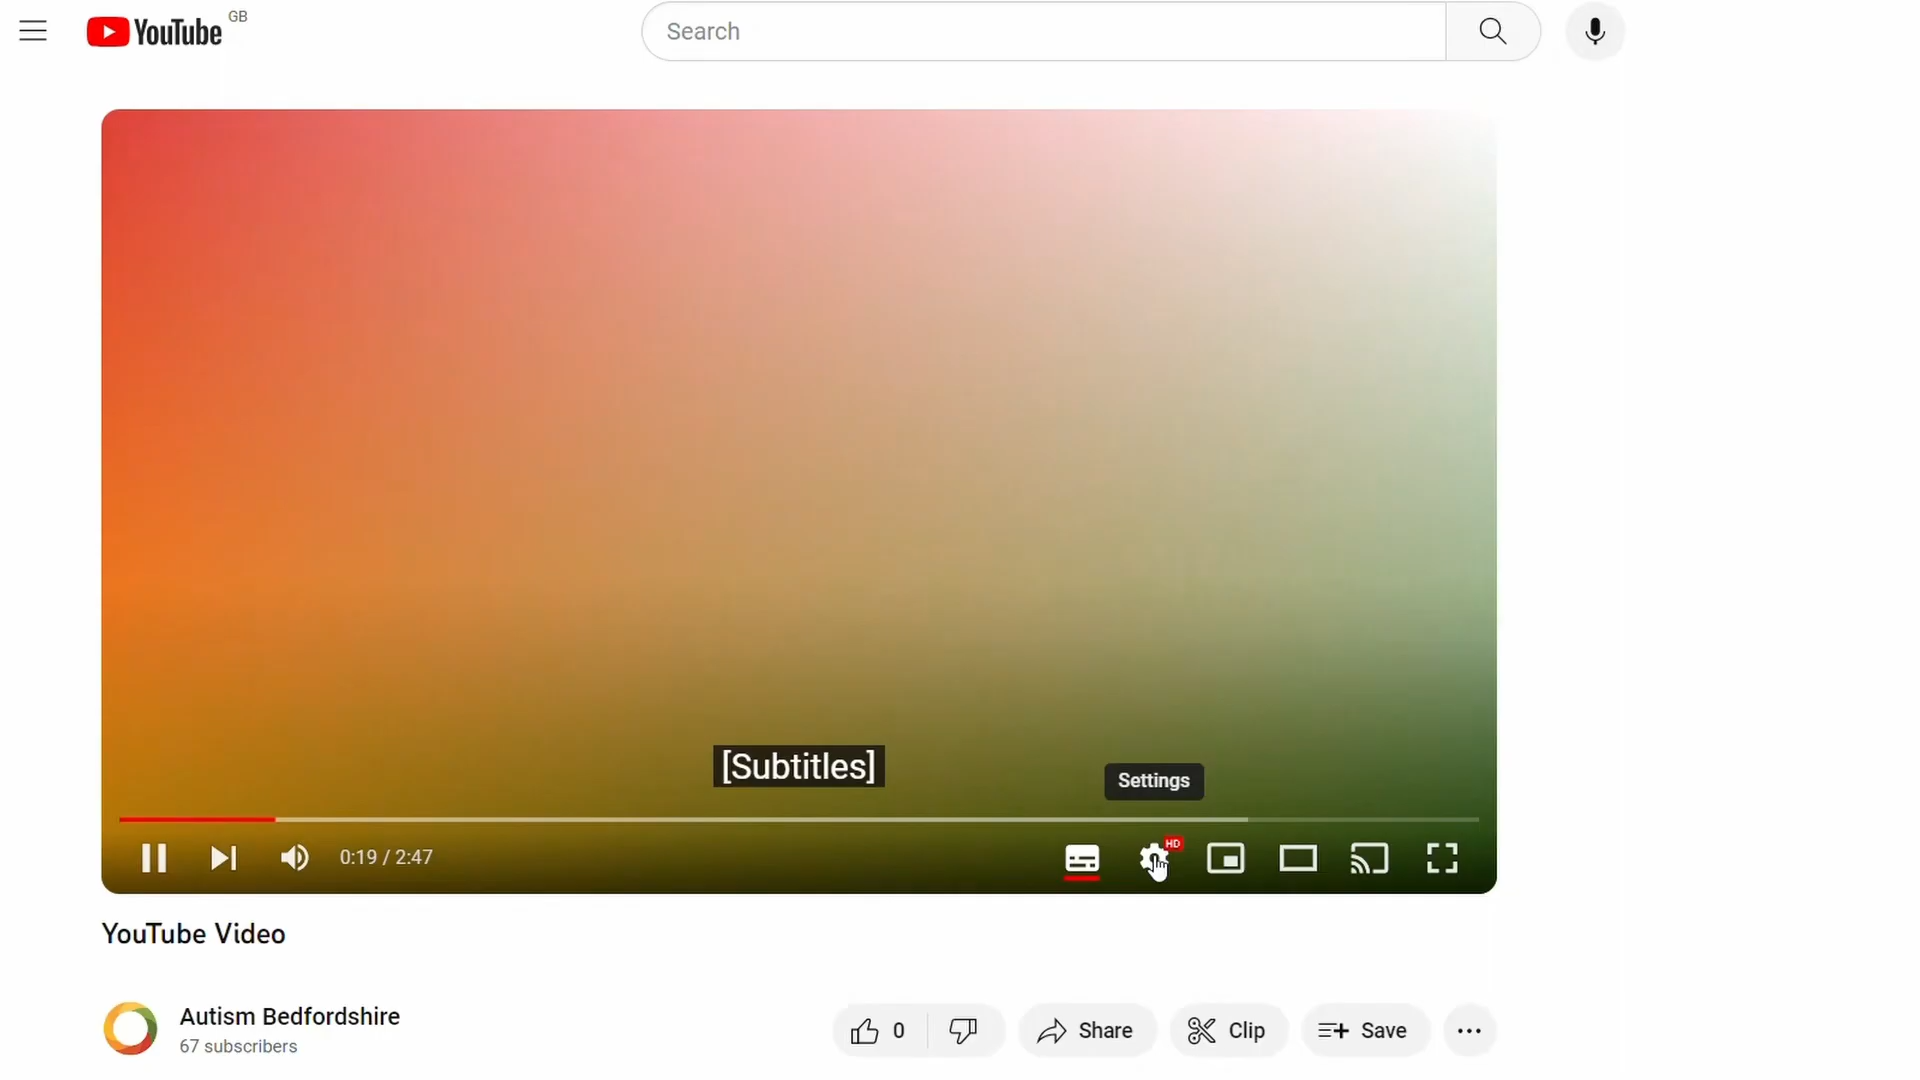 YouTube GB
Search
[Subtitles]
Settings
HD
0:19 / 2:47
YouTube Video
Autism Bedfordshire
67 subscribers
0
Share
Clip
Save